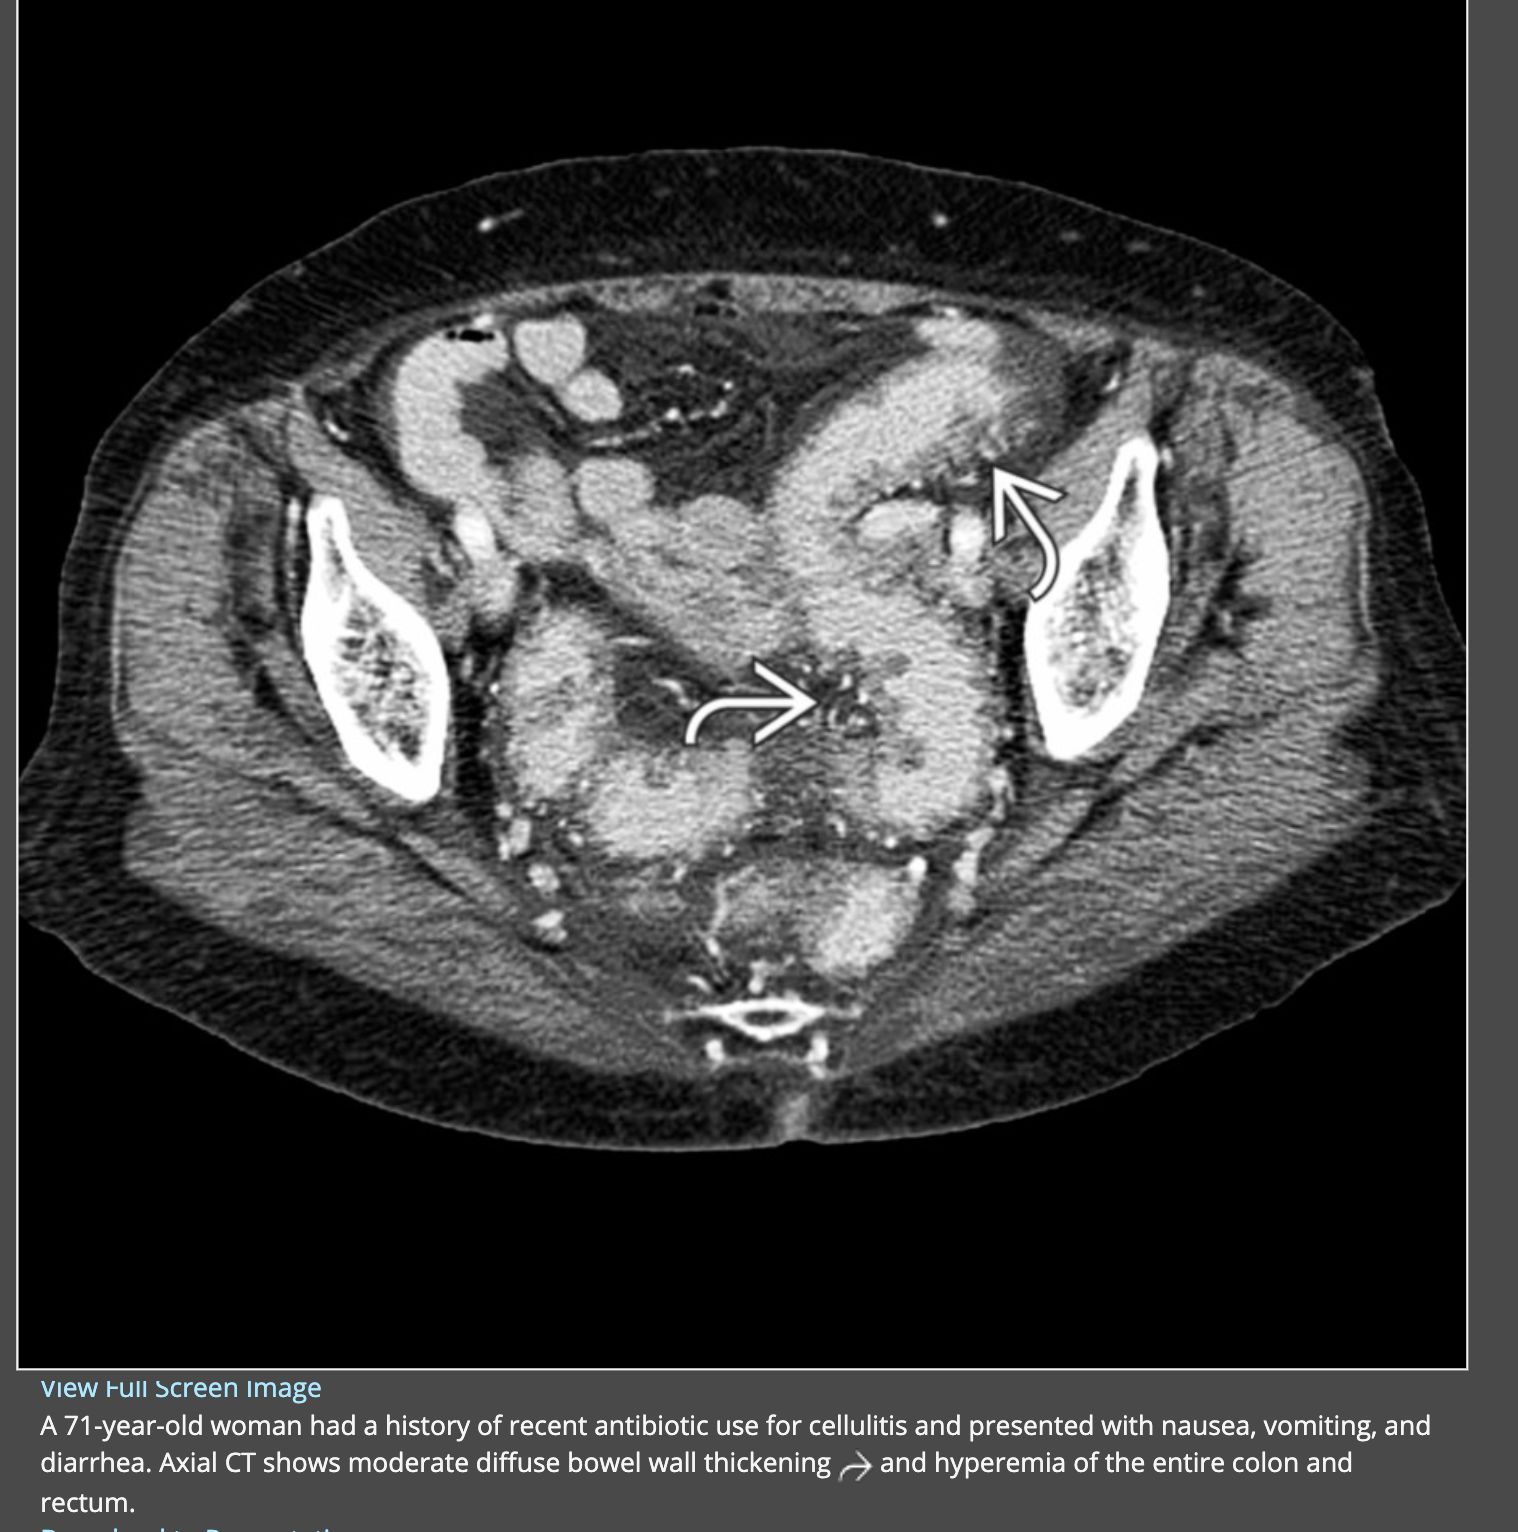 View Full Screen Image
A 71-year-old woman had a history of recent antibiotic use for cellulitis and presented with nausea, vomiting, and
diarrhea. Axial CT shows moderate diffuse bowel wall thickening and hyperemia of the entire colon and
rectum.